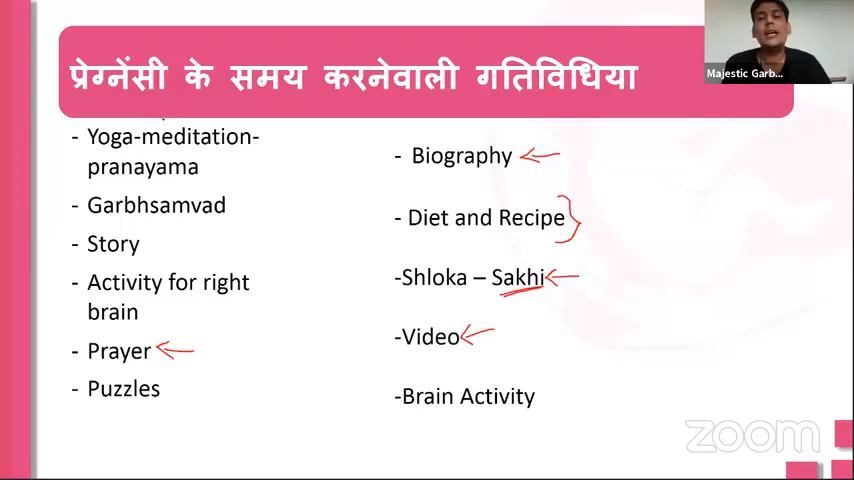 प्रेग्नेंसी के समय करनेवाली गतिविधिया
Majestic Garb...
- Yoga-meditation-
pranayama
- Garbhsamvad
- Story
- Activity for right
brain
- Prayer
- Puzzles
- Biography
- Diet and Recipe
-Shloka – Sakhi
-Video
-Brain Activity
zoom